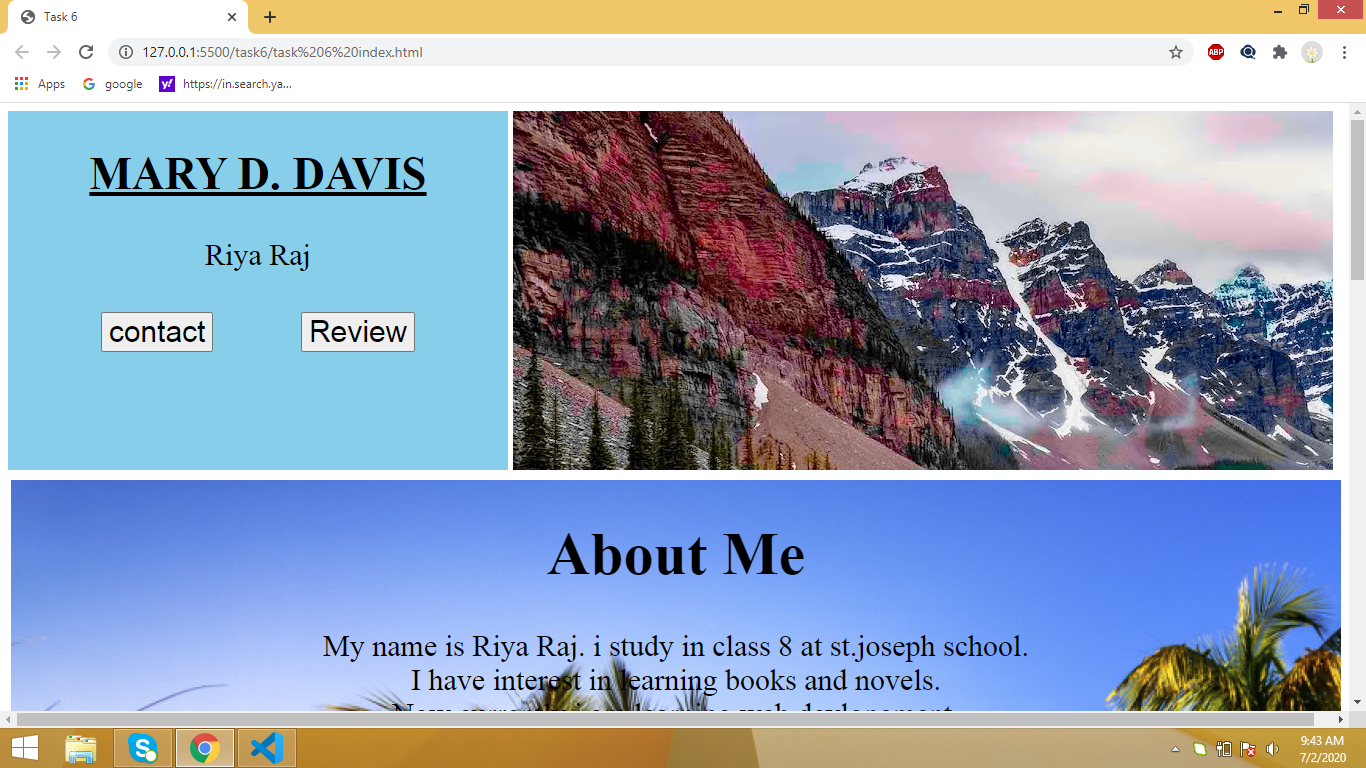 Task 6
127.0.0.1:5500/task6/task%206%20index.html
ABP
Apps
google
y!
https://in.search.ya...
MARY D. DAVIS
Riya Raj
contact
Review
About Me
My name is Riya Raj. i study in class 8 at st.joseph school.
I have interest in learning books and novels.
9:43 AM
7/2/2020